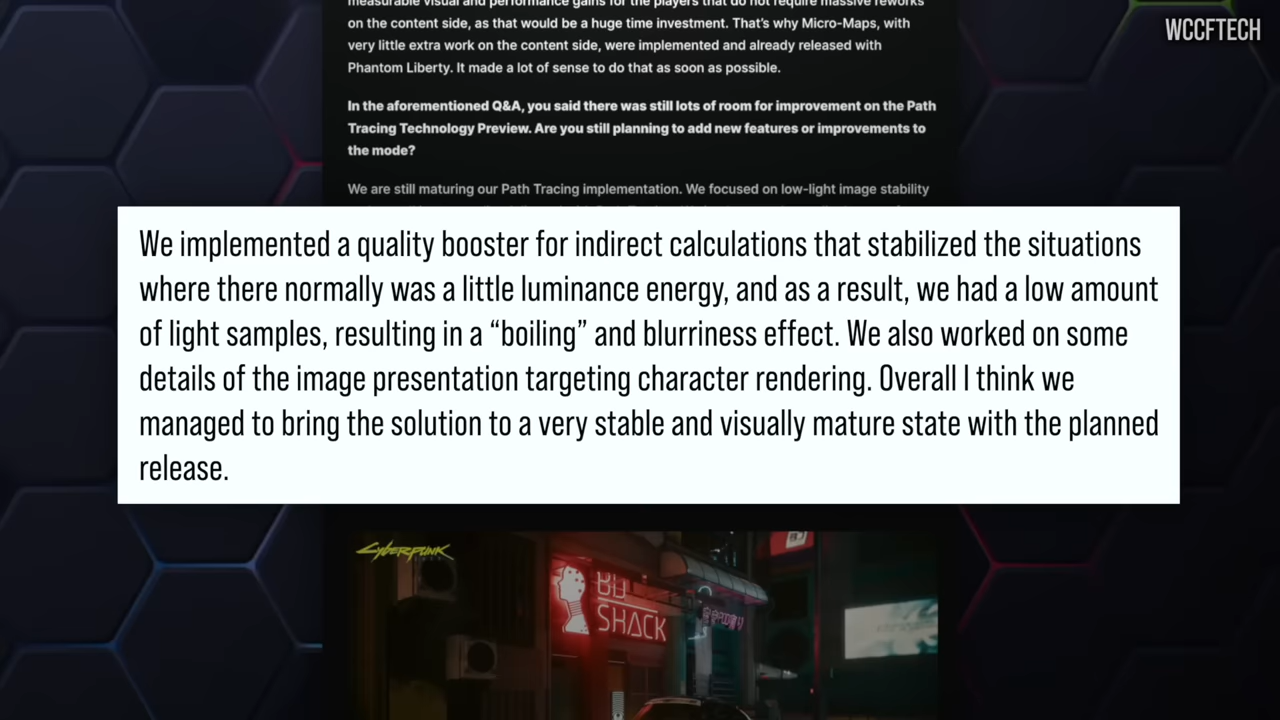 WCCFTECH
measurable visual and performance gains for the players that do not require massive reworks
on the content side, as that would be a huge time investment. That's why Micro-Maps, with
very little extra work on the content side, were implemented and already released with
Phantom Liberty. It made a lot of sense to do that as soon as possible.
In the aforementioned Q&A, you said there was still lots of room for improvement on the Path
Tracing Technology Preview. Are you still planning to add new features or improvements to
the mode?
We are still maturing our Path Tracing implementation. We focused on low-light image stability
We implemented a quality booster for indirect calculations that stabilized the situations
where there normally was a little luminance energy, and as a result, we had a low amount
of light samples, resulting in a “boiling” and blurriness effect. We also worked on some
details of the image presentation targeting character rendering. Overall I think we
managed to bring the solution to a very stable and visually mature state with the planned
release.
Cyberpunk
BD
SHACK